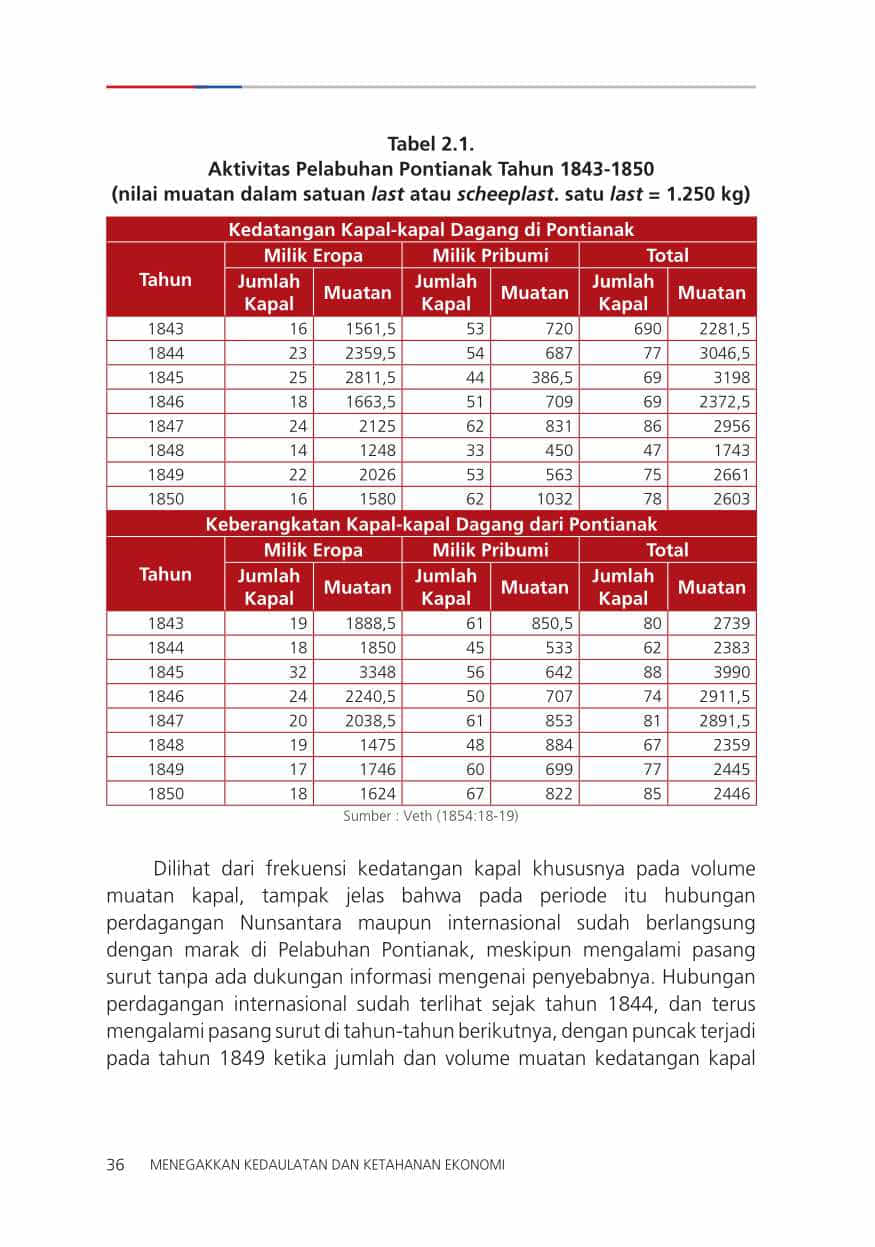 Tabel 2.1.
Aktivitas Pelabuhan Pontianak Tahun 1843-1850
(nilai muatan dalam satuan last atau scheeplast. satu last = 1.250 kg)
Kedatangan Kapal-kapal Dagang di Pontianak
Tahun Milik Eropa Milik Pribumi Total
Jumlah Kapal Muatan Jumlah Kapal Muatan Jumlah Kapal Muatan
1843 16 1561,5 53 720 690 2281,5
1844 23 2359,5 54 687 77 3046,5
1845 25 2811,5 44 386,5 69 3198
1846 18 1663,5 51 709 69 2372,5
1847 24 2125 62 831 86 2956
1848 14 1248 33 450 47 1743
1849 22 2026 53 563 75 2661
1850 16 1580 62 1032 78 2603
Keberangkatan Kapal-kapal Dagang dari Pontianak
Tahun Milik Eropa Milik Pribumi Total
Jumlah Kapal Muatan Jumlah Kapal Muatan Jumlah Kapal Muatan
1843 19 1888,5 61 850,5 80 2739
1844 18 1850 45 533 62 2383
1845 32 3348 56 642 88 3990
1846 24 2240,5 50 707 74 2911,5
1847 20 2038,5 61 853 81 2891,5
1848 19 1475 48 884 67 2359
1849 17 1746 60 699 77 2445
1850 18 1624 67 822 85 2446
Sumber : Veth (1854:18-19)
Dilihat dari frekuensi kedatangan kapal khususnya pada volume
muatan kapal, tampak jelas bahwa pada periode itu hubungan
perdagangan Nunsantara maupun internasional sudah berlangsung
dengan marak di Pelabuhan Pontianak, meskipun mengalami pasang
surut tanpa ada dukungan informasi mengenai penyebabnya. Hubungan
perdagangan internasional sudah terlihat sejak tahun 1844, dan terus
mengalami pasang surut di tahun-tahun berikutnya, dengan puncak terjadi
pada tahun 1849 ketika jumlah dan volume muatan kedatangan kapal
36 MENEGAKKAN KEDAULATAN DAN KETAHANAN EKONOMI